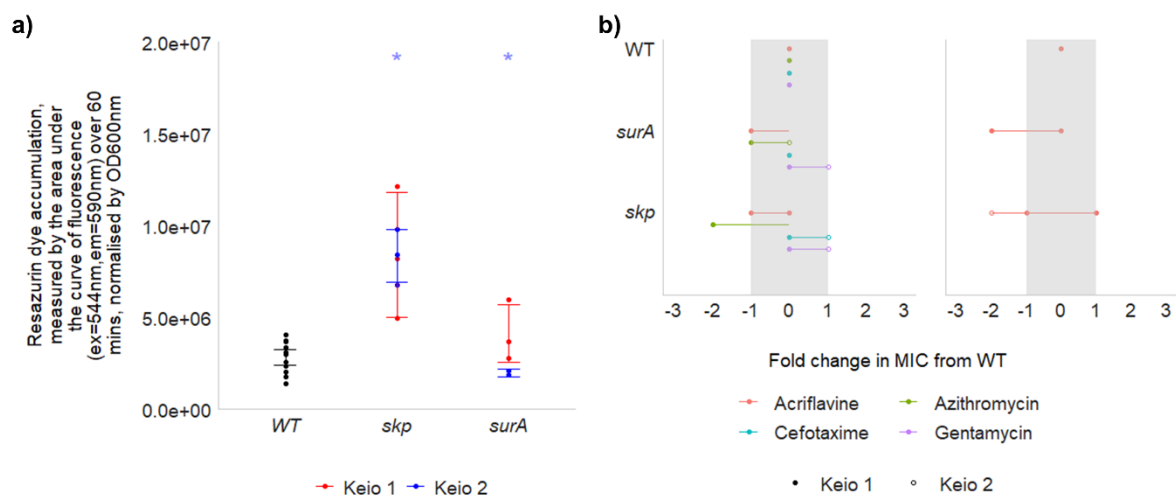 a)
Resazurin dye accumulation,
measured by the area under
the curve of fluorescence
(ex=544nm,em=590nm) over 60
mins, normalised by OD600nm
2.0e+07
1.5e+07
1.0e+07
5.0e+06
0.0e+00
*
*
WT
skp
surA
Keio 1
Keio 2
b)
WT
surA
skp
-3 -2 -1 0 1 2 3
-3 -2 -1 0 1 2 3
Fold change in MIC from WT
Acriflavine
Azithromycin
Cefotaxime
Gentamycin
Keio 1
Keio 2